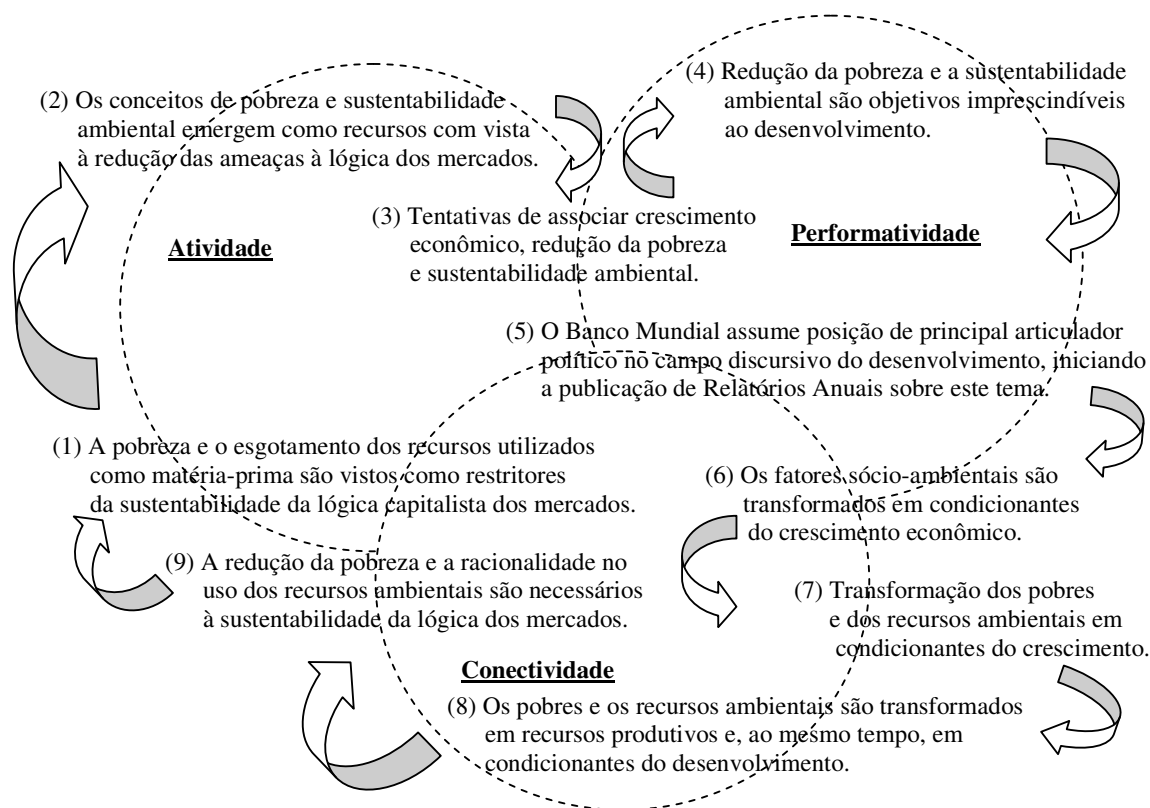 (4) Redução da pobreza e a sustentabilidade
ambiental são objetivos imprescindíveis
ao desenvolvimento.
(2) Os conceitos de pobreza e sustentabilidade
ambiental emergem como recursos com vista
à redução das ameaças à lógica dos mercados.
(3) Tentativas de associar crescimento
econômico, redução da pobreza
e sustentabilidade ambiental.
Atividade
Performatividade
(5) O Banco Mundial assume posição de principal articulador
político no campo discursivo do desenvolvimento, iniciando
a publicação de Relatórios Anuais sobre este tema.
(1) A pobreza e o esgotamento dos recursos utilizados
como matéria-prima são vistos como restritores
da sustentabilidade da lógica capitalista dos mercados.
(6) Os fatores sócio-ambientais são
transformados em condicionantes
do crescimento econômico.
(9) A redução da pobreza e a racionalidade no
uso dos recursos ambientais são necessários
à sustentabilidade da lógica dos mercados.
(7) Transformação dos pobres
e dos recursos ambientais em
condicionantes do crescimento.
Conectividade
(8) Os pobres e os recursos ambientais são transformados
em recursos produtivos e, ao mesmo tempo, em
condicionantes do desenvolvimento.